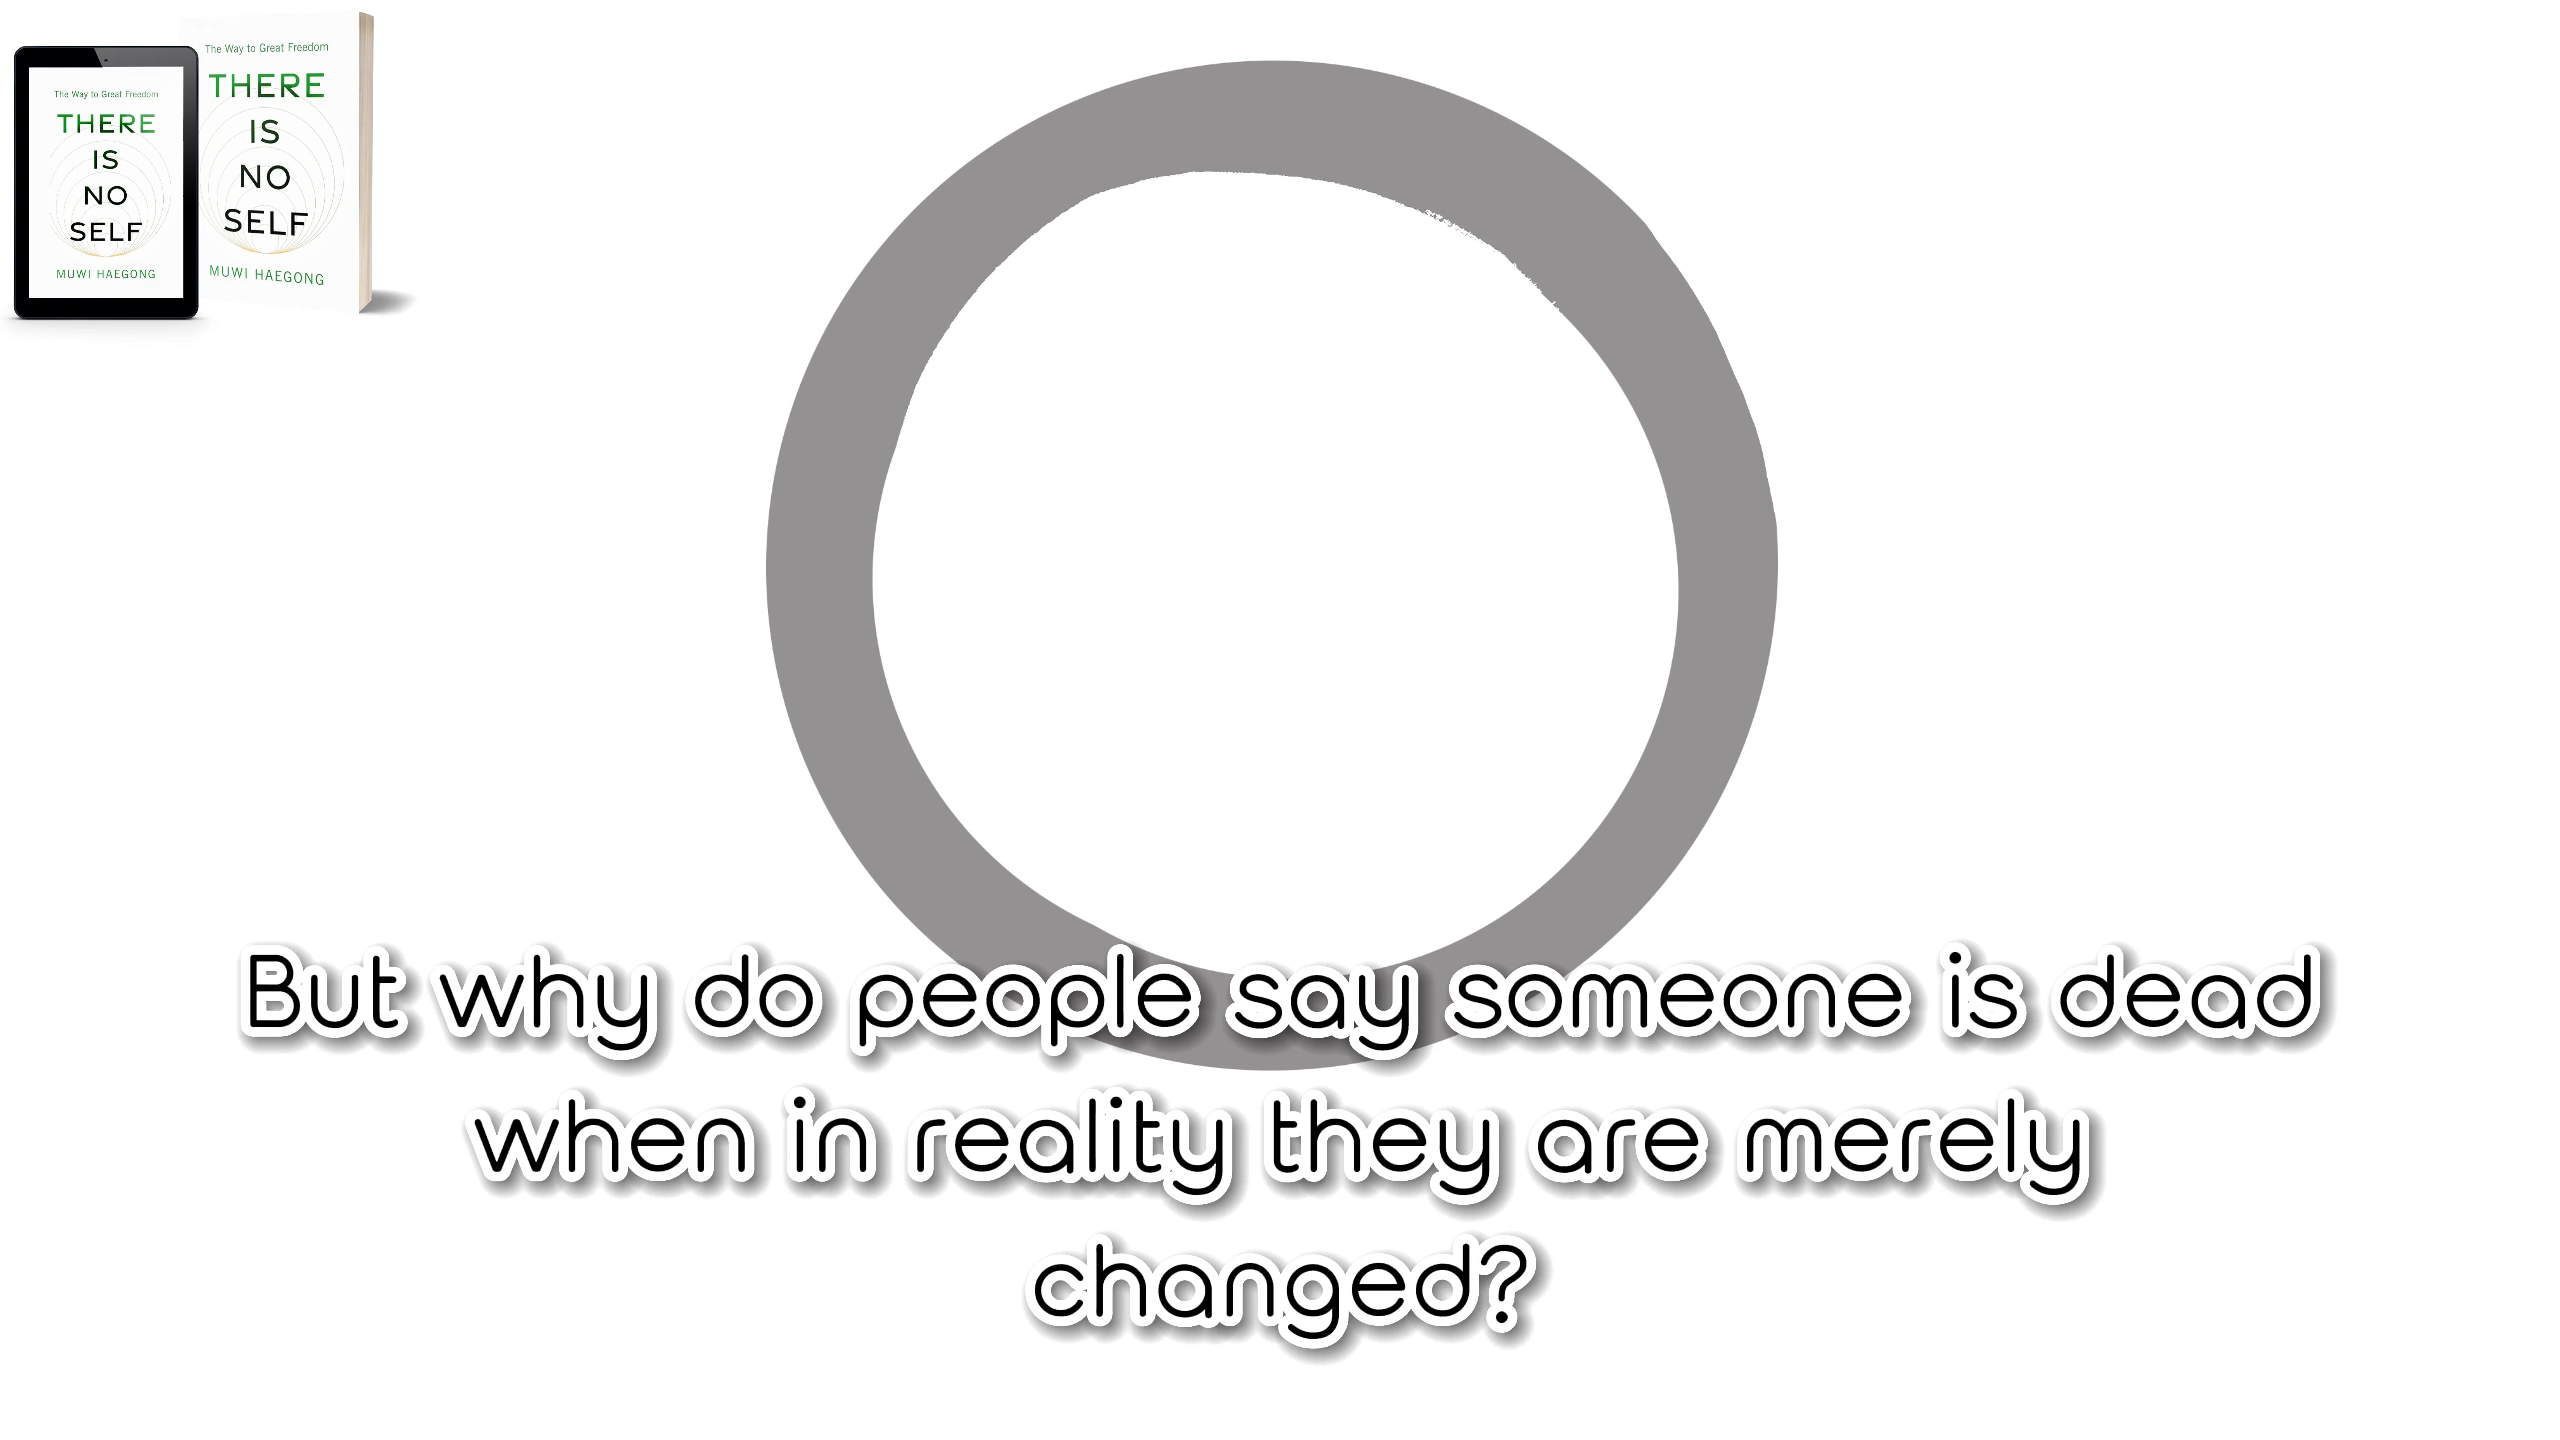 The Way to Great Freedom
THERE
IS
NO
SELF
MUWI HAEGONG
The Way to Great Freedom
THERE
IS
NO
SELF
MUWI HAEGONG
But why do people say someone is dead
when in reality they are merely
changed?